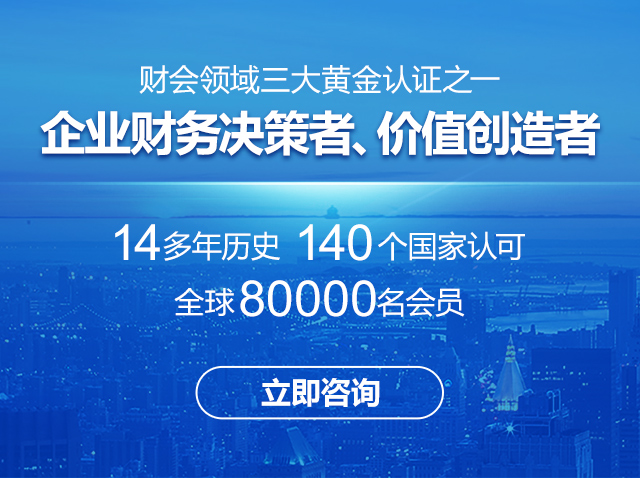 财会领域三大黄金认证之一
企业财务决策者、价值创造者
14多年历史 140个国家认可
全球80000名会员
立即咨询